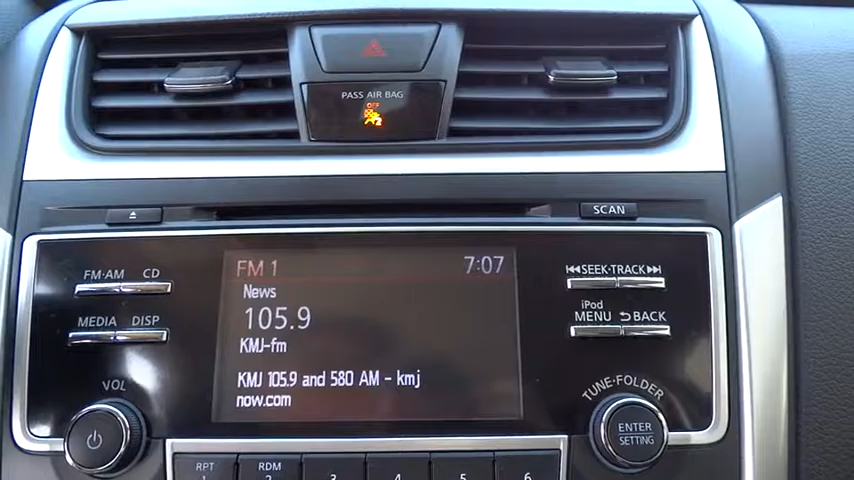 PASS AIR BAG
OFF
2
SCAN
FM·AM CD
MEDIA DISP
VOL
FM 1 7:07
News
105.9
KMJ-fm
KMJ 105.9 and 580 AM - kmj
now.com
SEEK·TRACK
iPod
MENU BACK
TUNE·FOLDER
ENTER
SETTING
RPT RDM
1 2 3 4 5 6